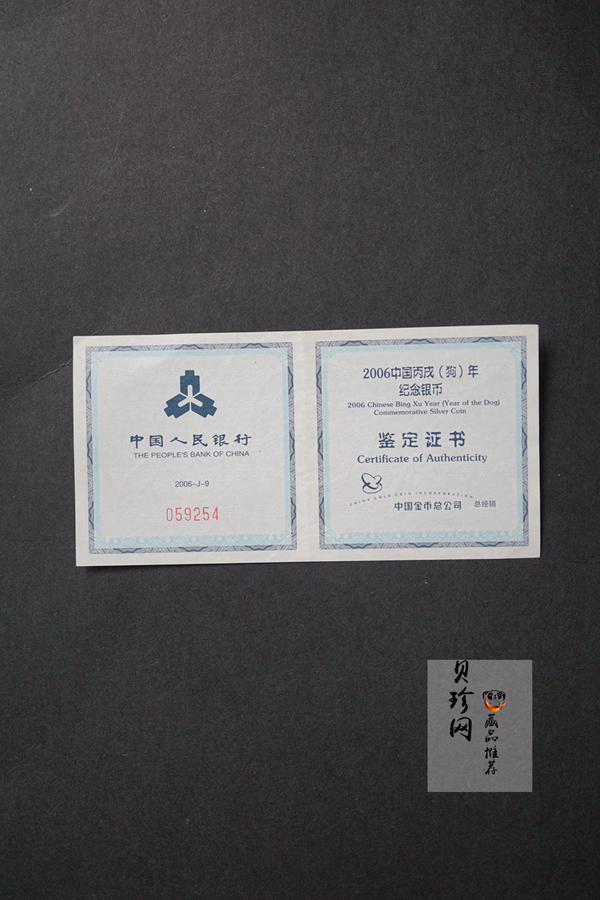 中国人民银行
THE PEOPLE'S BANK OF CHINA
2006-J-9
059254
2006中国丙戌（狗）年
纪念银币
2006 Chinese Bing Xu Year (Year of the Dog)
Commemorative Silver Coin
鉴定证书
Certificate of Authenticity
CHINA GOLD COIN INCORPORATION
中国金币总公司 总经销
贝珍网
藏品推荐